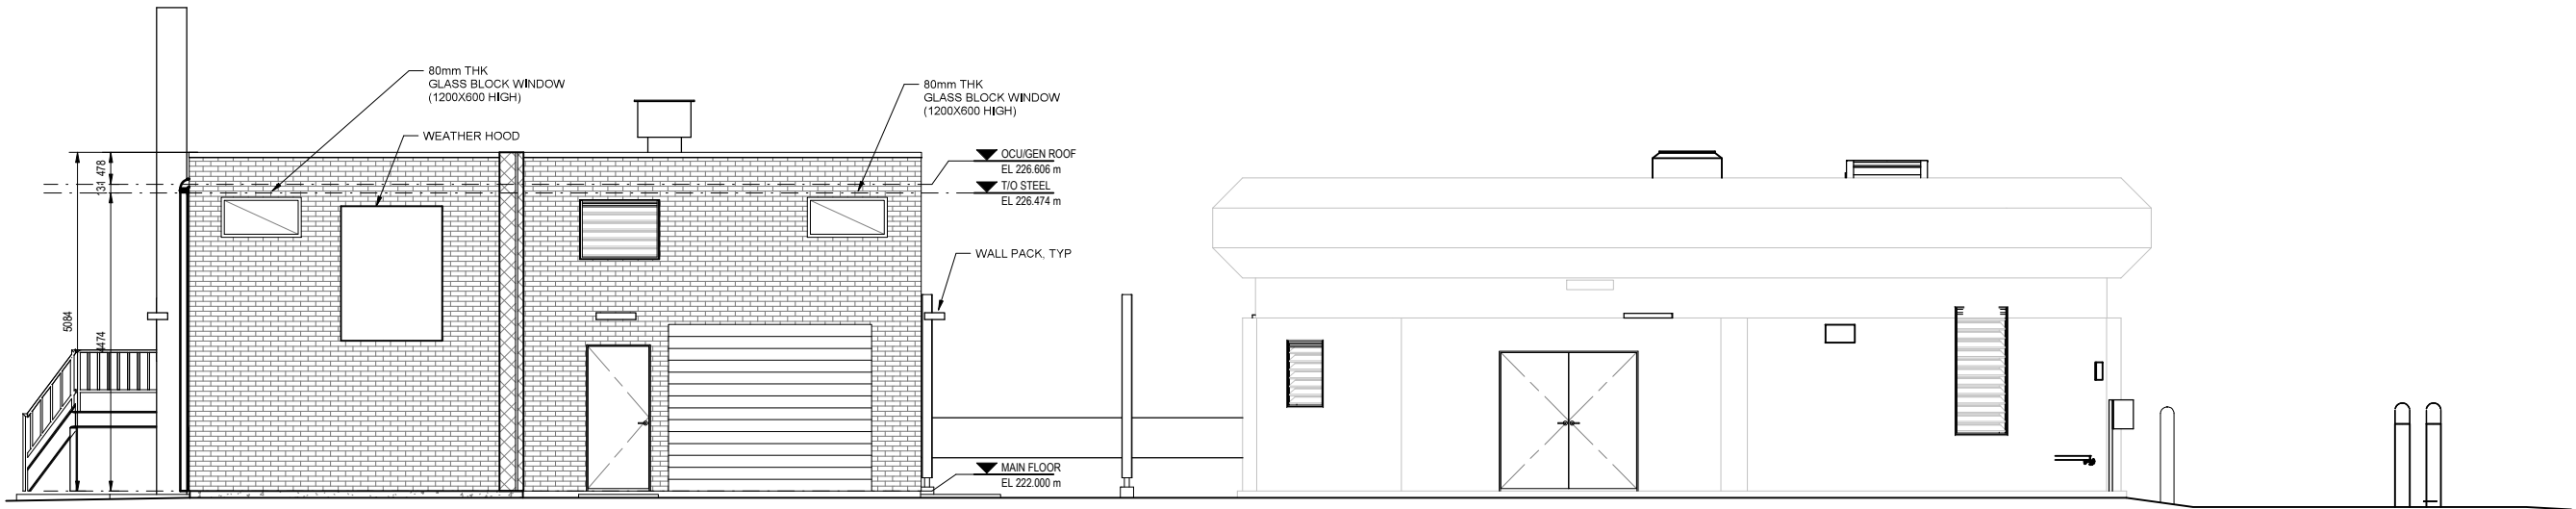 80mm THK
GLASS BLOCK WINDOW
(1200X600 HIGH)
WEATHER HOOD
80mm THK
GLASS BLOCK WINDOW
(1200X600 HIGH)
OCU/GEN ROOF
EL 226.606 m
T/O STEEL
EL 226.474 m
WALL PACK, TYP
478
134
5084
4474
MAIN FLOOR
EL 222.000 m